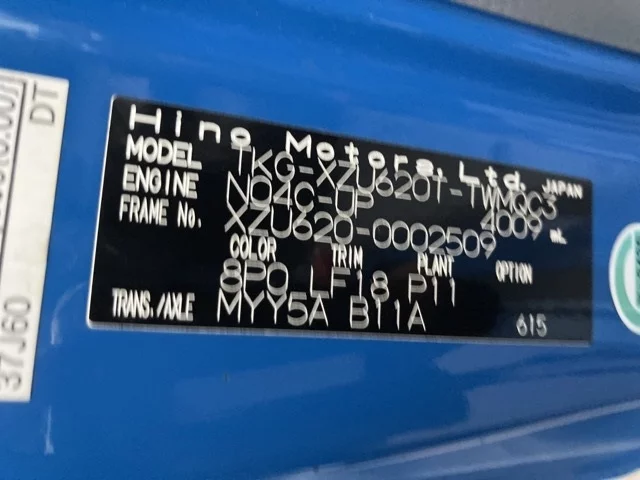 Hino Motors, Ltd. JAPAN
MODEL TKG-XZU620T-TWMQC3
ENGINE N04C-UP 4009 mL
FRAME No. XZU620-0002509
COLOR TRIM PLANT OPTION
8P0 LF18 P11
TRANS./AXLE MYY5A B11A 615
DT
37J60